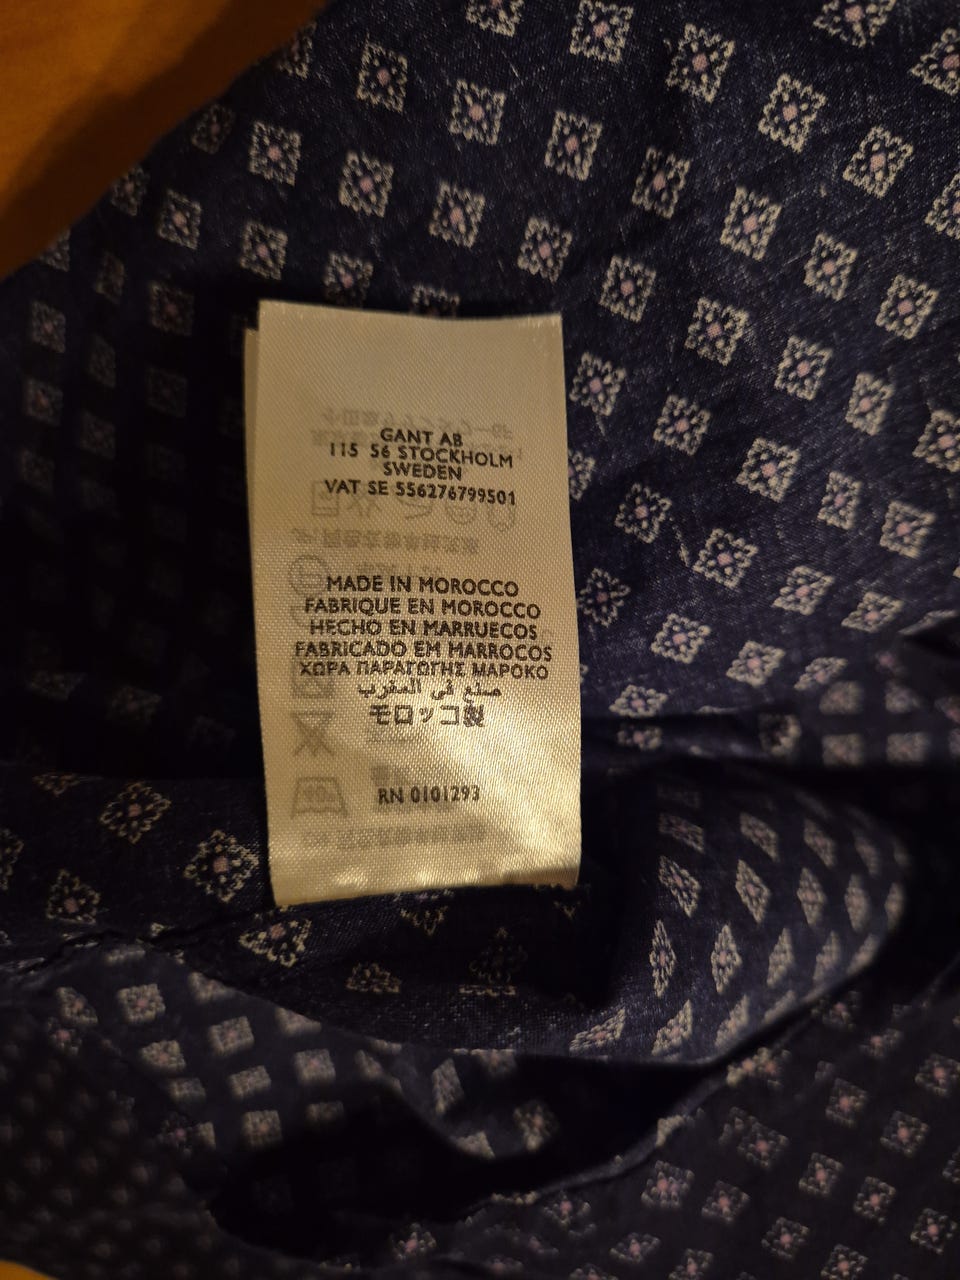 GANT AB
115 56 STOCKHOLM
SWEDEN
VAT SE 556276799501
MADE IN MOROCCO
FABRIQUE EN MOROCCO
HECHO EN MARRUECOS
FABRICADO EM MARROCOS
ΧΩΡΑ ΠΑΡΑΓΩΓΗΣ ΜΑΡΟΚΟ
صنع في المغرب
モロッコ製
RN 0101293